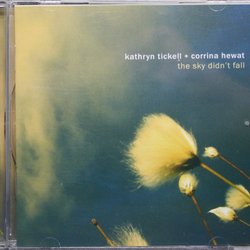 kathryn tickell • corrina hewat
the sky didn't fall